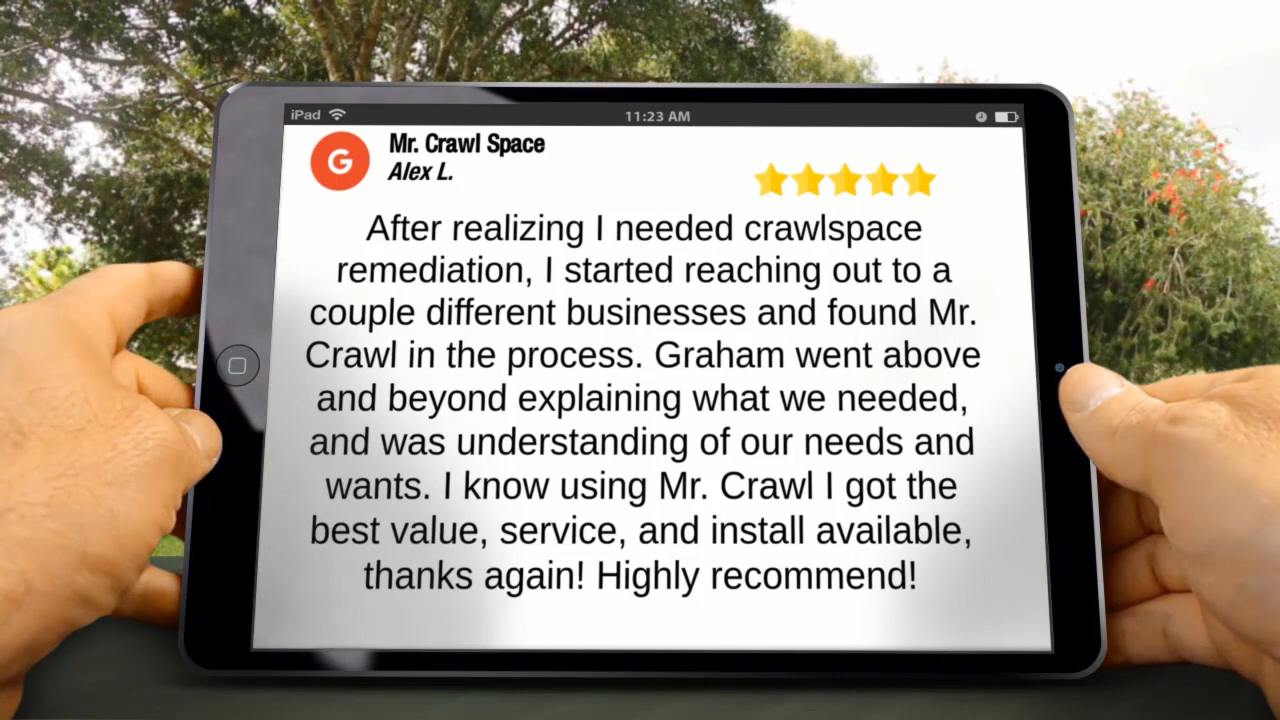 iPad 11:23 AM
G
Mr. Crawl Space
Alex L.
After realizing I needed crawlspace
remediation, I started reaching out to a
couple different businesses and found Mr.
Crawl in the process. Graham went above
and beyond explaining what we needed,
and was understanding of our needs and
wants. I know using Mr. Crawl I got the
best value, service, and install available,
thanks again! Highly recommend!